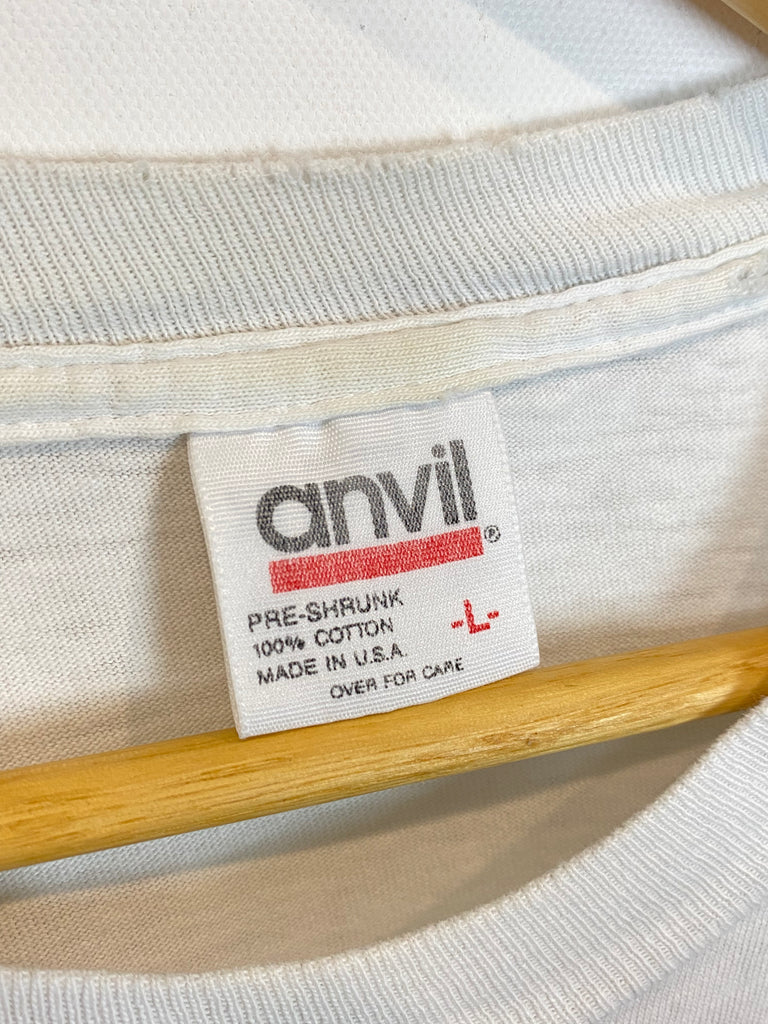 anvil®
PRE-SHRUNK
100% COTTON
MADE IN U.S.A.
-L-
OVER FOR CARE